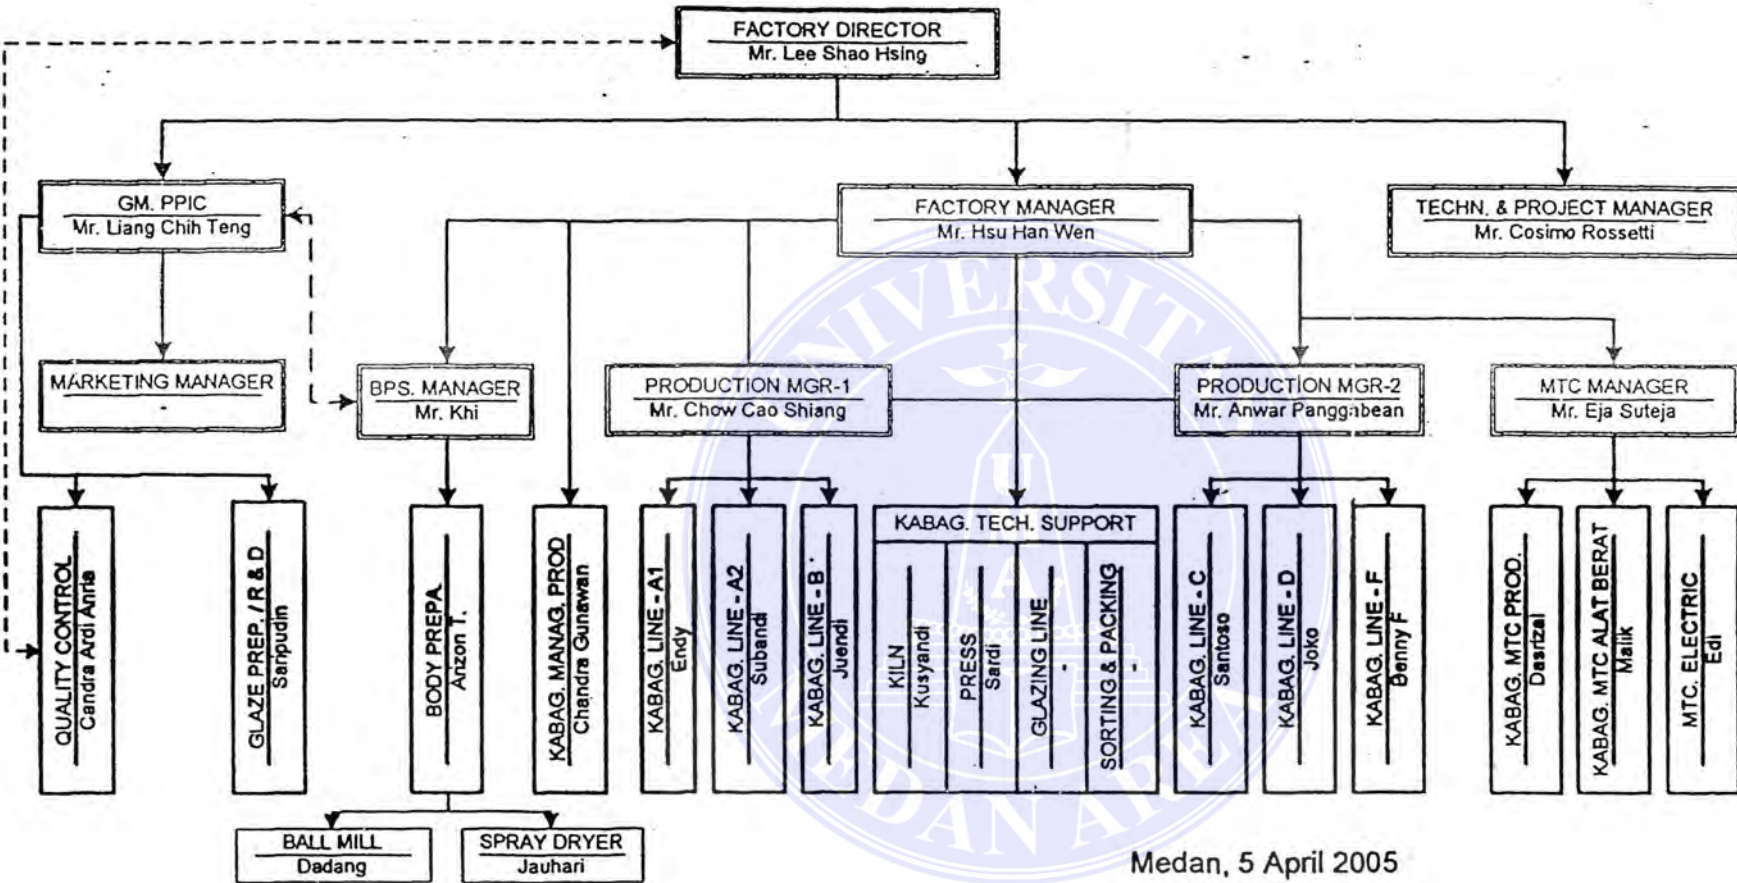 FACTORY DIRECTOR
Mr. Lee Shao Hsing
GM. PPIC
Mr. Liang Chih Teng
FACTORY MANAGER
Mr. Hsu Han Wen
TECHN. & PROJECT MANAGER
Mr. Cosimo Rossetti
MARKETING MANAGER
-
BPS. MANAGER
Mr. Khi
PRODUCTION MGR-1
Mr. Chow Cao Shiang
PRODUCTION MGR-2
Mr. Anwar Panggabean
MTC MANAGER
Mr. Eja Suteja
QUALITY CONTROL
Candra Ardi Anria
GLAZE PREP. / R & D
Sanpudin
BODY PREPA.
Anzon T.
KABAG. MANAG. PROD
Chandra Gunawan
KABAG. LINE - A1
Endy
KABAG. LINE - A2
Subandi
KABAG. LINE - B
Juendi
KABAG. TECH. SUPPORT
KILN
Kusyandi
PRESS
Sardi
GLAZING LINE
-
SORTING & PACKING
-
KABAG. LINE - C
Santoso
KABAG. LINE - D
Joko
KABAG. LINE - F
Benny F
KABAG. MTC PROD.
Dasrizal
KABAG. MTC ALAT BERAT
Malik
MTC. ELECTRIC
Edi
BALL MILL
Dadang
SPRAY DRYER
Jauhari
Medan, 5 April 2005
UNIVERSITAS
MEDAN AREA
U
M
A